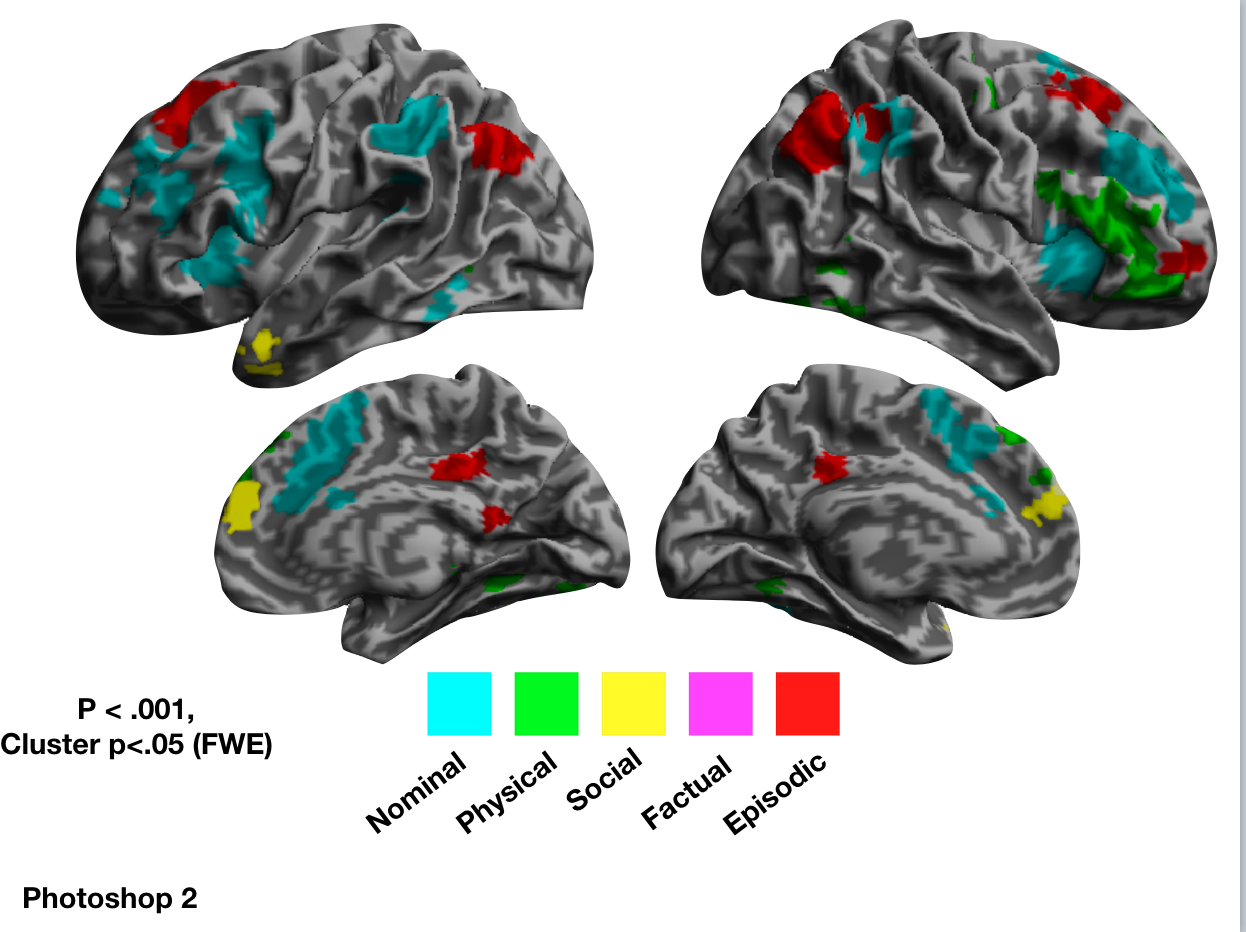 P < .001,
Cluster p<.05 (FWE)
Nominal
Physical
Social
Factual
Episodic
Photoshop 2